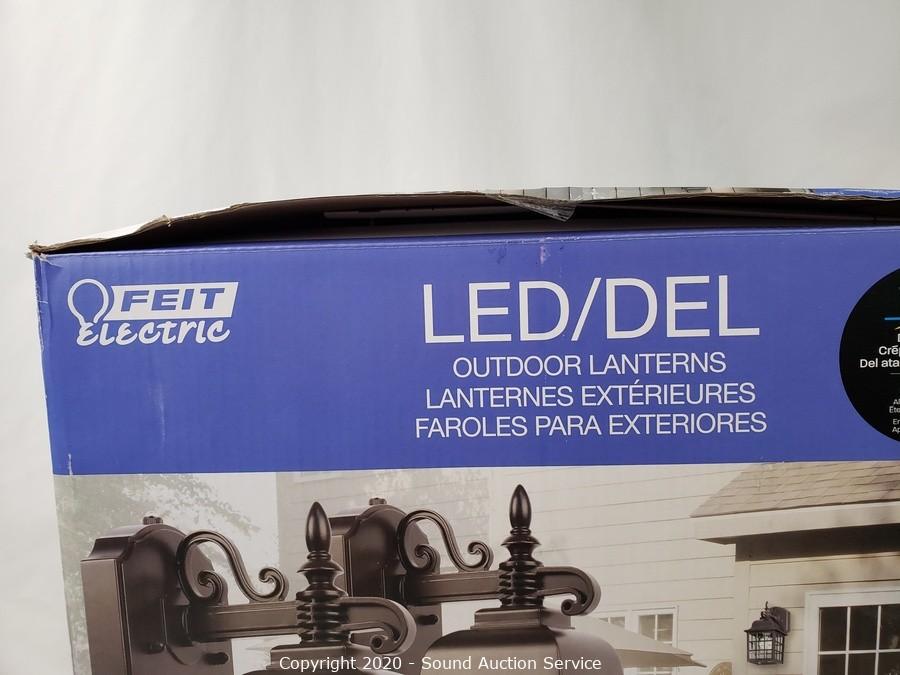 FEIT
Electric
LED/DEL
OUTDOOR LANTERNS
LANTERNES EXTÉRIEURES
FAROLES PARA EXTERIORES
Del ata
Copyright 2020 - Sound Auction Service